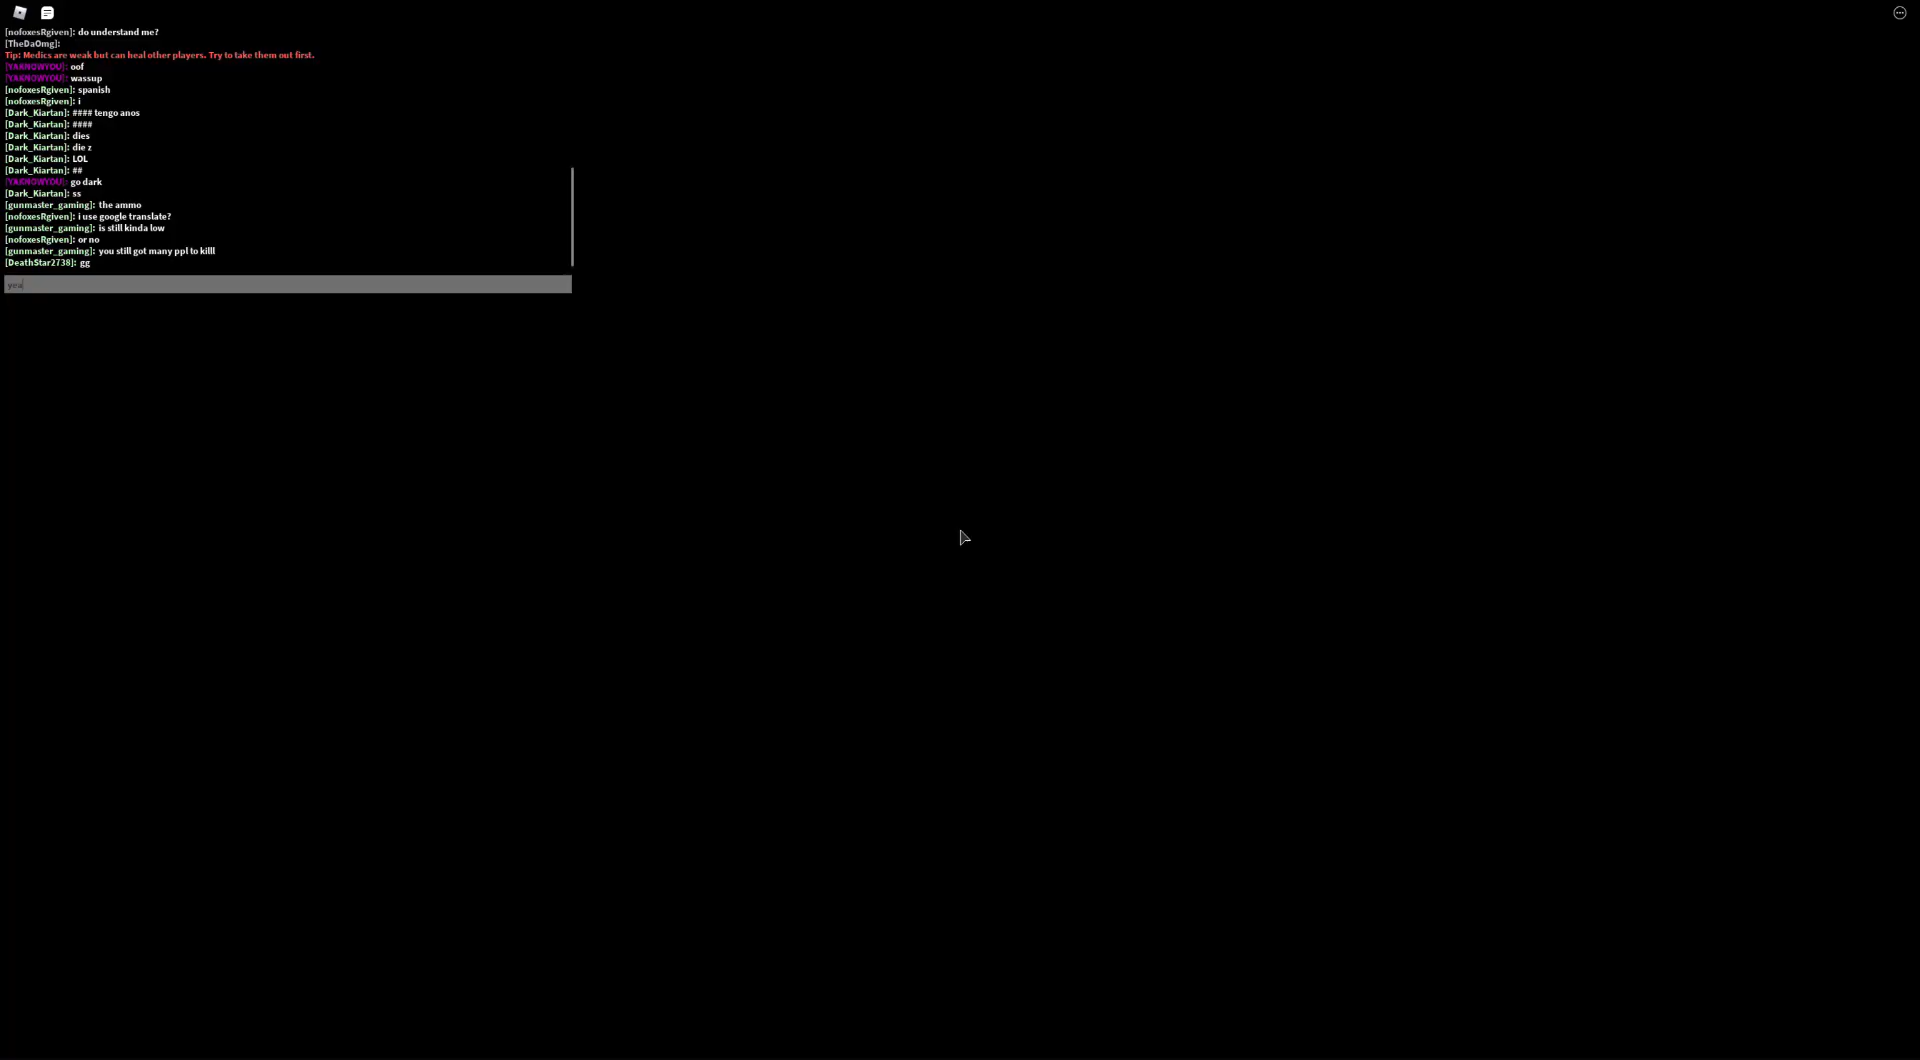 [nofoxesRgiven]: do understand me?
[TheDaOmg]:
Tip: Medics are weak but can heal other players. Try to take them out first.
[YAKNOWYOU]: oof
[YAKNOWYOU]: wassup
[nofoxesRgiven]: spanish
[nofoxesRgiven]: i
[Dark_Kiartan]: #### tengo anos
[Dark_Kiartan]: ####
[Dark_Kiartan]: dies
[Dark_Kiartan]: die z
[Dark_Kiartan]: LOL
[Dark_Kiartan]: ##
[YAKNOWYOU]: go dark
[Dark_Kiartan]: ss
[gunmaster_gaming]: the ammo
[nofoxesRgiven]: i use google translate?
[gunmaster_gaming]: is still kinda low
[nofoxesRgiven]: or no
[gunmaster_gaming]: you still got many ppl to killl
[DeathStar2738]: gg